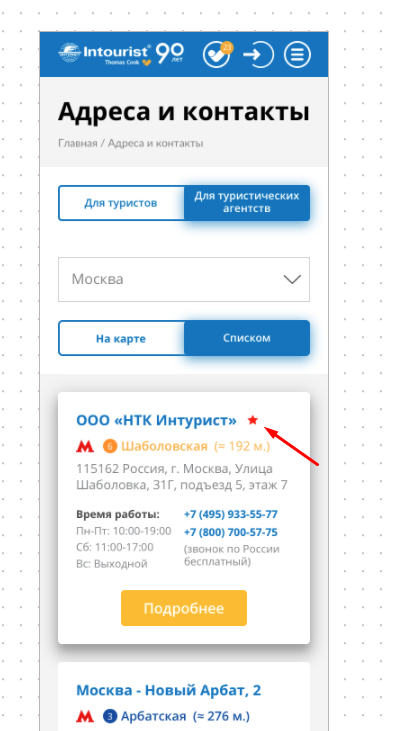 Intourist 90 лет
Thomas Cook
23
Адреса и контакты
Главная / Адреса и контакты
Для туристов
Для туристических агентств
Москва
На карте
Списком
ООО «НТК Интурист»
М 6 Шаболовская (≈ 192 м.)
115162 Россия, г. Москва, Улица
Шаболовка, 31Г, подъезд 5, этаж 7
Время работы: +7 (495) 933-55-77
Пн-Пт: 10:00-19:00 +7 (800) 700-57-75
Сб: 11:00-17:00 (звонок по России
Вс: Выходной бесплатный)
Подробнее
Москва - Новый Арбат, 2
М 3 Арбатская (≈ 276 м.)